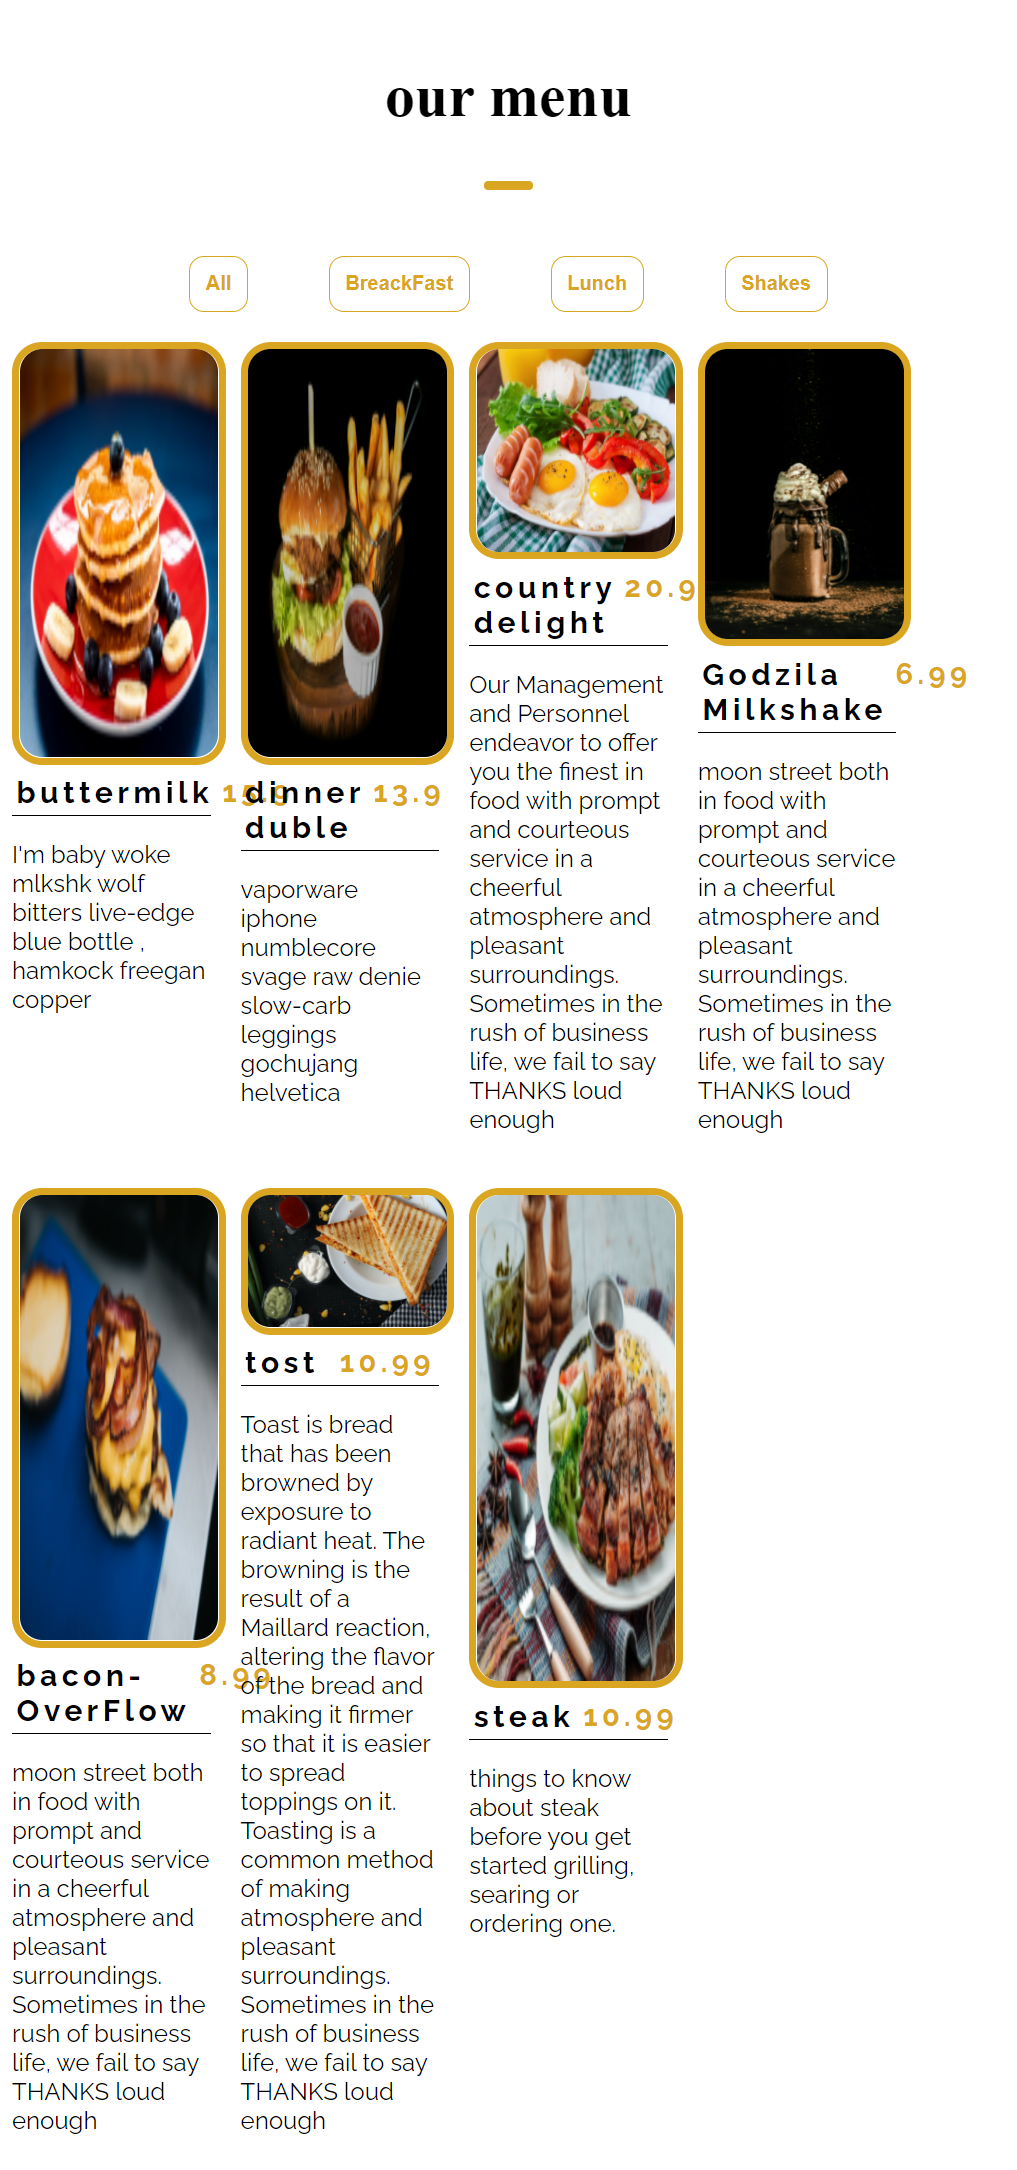 our menu
All
BreackFast
Lunch
Shakes
buttermilk 15.9
I'm baby woke
mlkshk wolf
bitters live-edge
blue bottle ,
hamkock freegan
copper
dinner 13.9
duble
vaporware
iphone
numblecore
svage raw denie
slow-carb
leggings
gochujang
helvetica
country 20.9
delight
Our Management
and Personnel
endeavor to offer
you the finest in
food with prompt
and courteous
service in a
cheerful
atmosphere and
pleasant
surroundings.
Sometimes in the
rush of business
life, we fail to say
THANKS loud
enough
Godzila 6.99
Milkshake
moon street both
in food with
prompt and
courteous service
in a cheerful
atmosphere and
pleasant
surroundings.
Sometimes in the
rush of business
life, we fail to say
THANKS loud
enough
bacon- 8.99
OverFlow
moon street both
in food with
prompt and
courteous service
in a cheerful
atmosphere and
pleasant
surroundings.
Sometimes in the
rush of business
life, we fail to say
THANKS loud
enough
tost 10.99
Toast is bread
that has been
browned by
exposure to
radiant heat. The
browning is the
result of a
Maillard reaction,
altering the flavor
of the bread and
making it firmer
so that it is easier
to spread
toppings on it.
Toasting is a
common method
of making
atmosphere and
pleasant
surroundings.
Sometimes in the
rush of business
life, we fail to say
THANKS loud
enough
steak 10.99
things to know
about steak
before you get
started grilling,
searing or
ordering one.